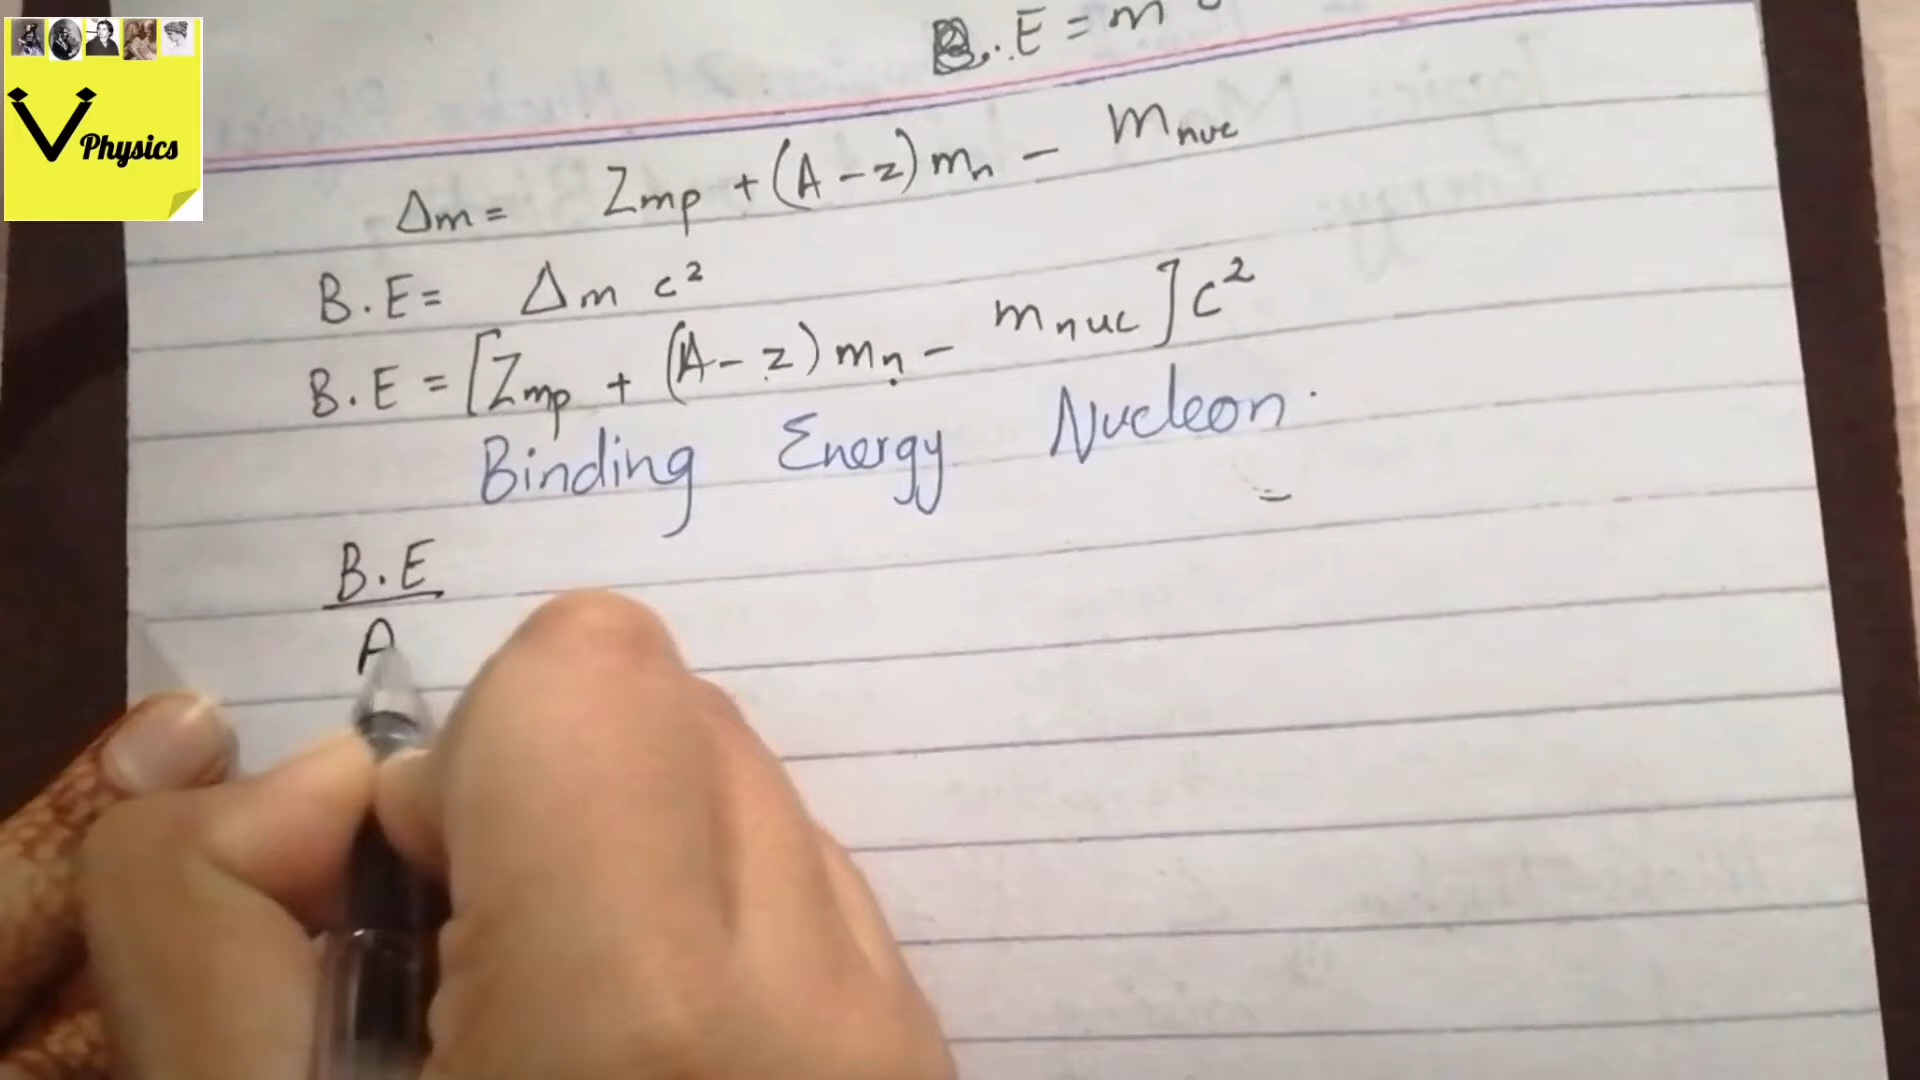 V Physics
B.E = m
Δm = Zmp + (A - z) mn - mnuc
B.E = Δm c²
B.E = [Zmp + (A - z) mn - mnuc] c²
Binding Energy Nucleon.
B.E
A